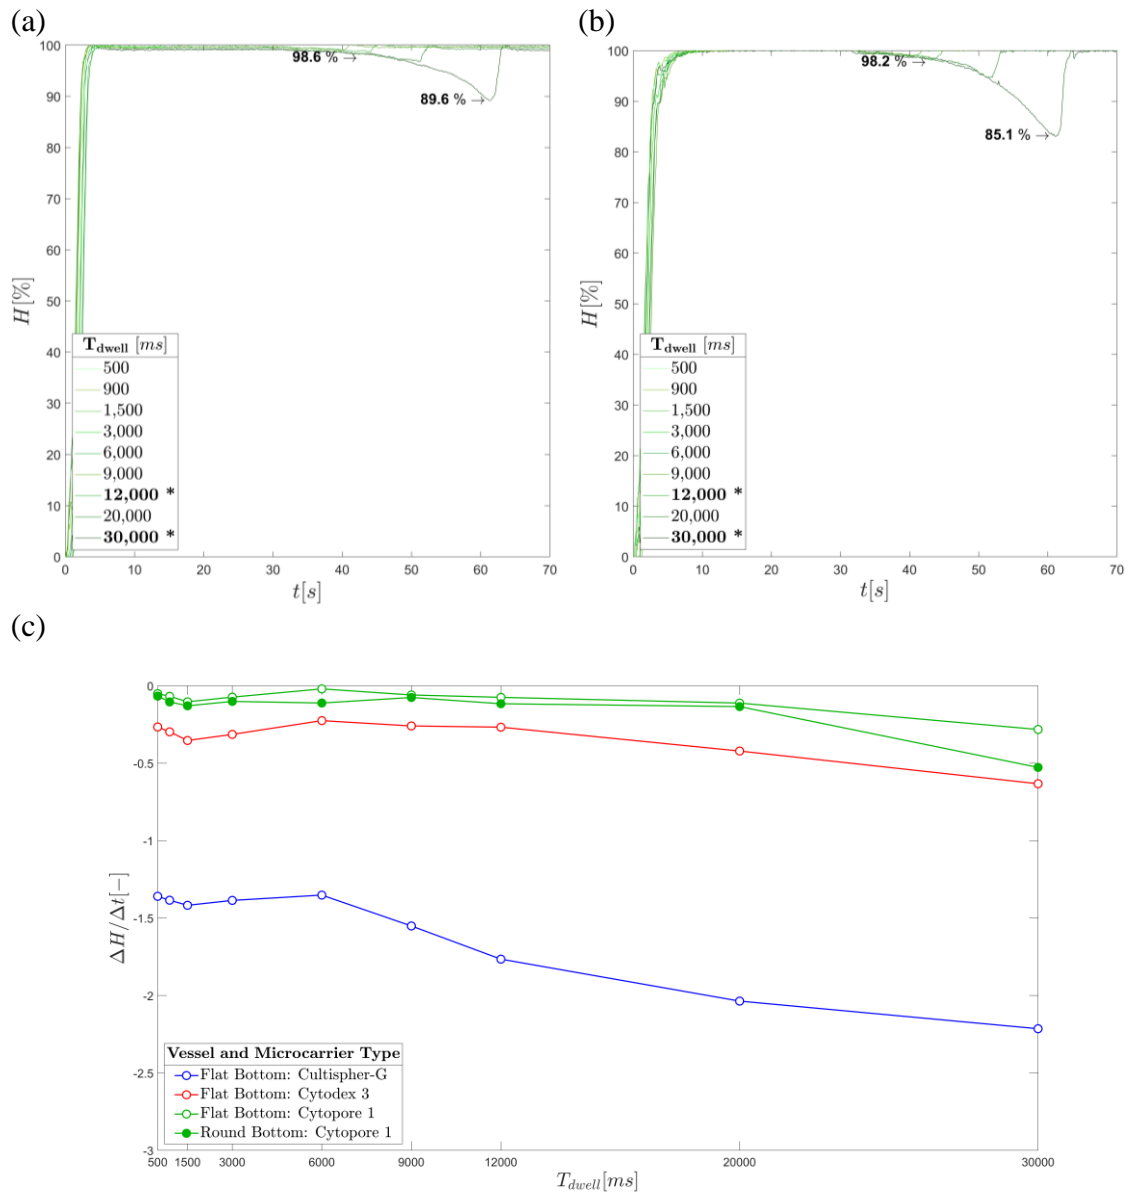 (a)
(b)
100
90
80
70
60
50
40
30
20
10
0
H[%]
98.6 %
89.6 %
T_dwell [ms]
500
900
1,500
3,000
6,000
9,000
12,000 *
20,000
30,000 *
0 10 20 30 40 50 60 70
t[s]
100
90
80
70
60
50
40
30
20
10
0
H[%]
98.2 %
85.1 %
T_dwell [ms]
500
900
1,500
3,000
6,000
9,000
12,000 *
20,000
30,000 *
0 10 20 30 40 50 60 70
t[s]
(c)
0
-0.5
-1
-1.5
-2
-2.5
-3
ΔH/Δt[−]
Vessel and Microcarrier Type
Flat Bottom: Cultispher-G
Flat Bottom: Cytodex 3
Flat Bottom: Cytopore 1
Round Bottom: Cytopore 1
500 1500 3000 6000 9000 12000 20000 30000
T_dwell[ms]